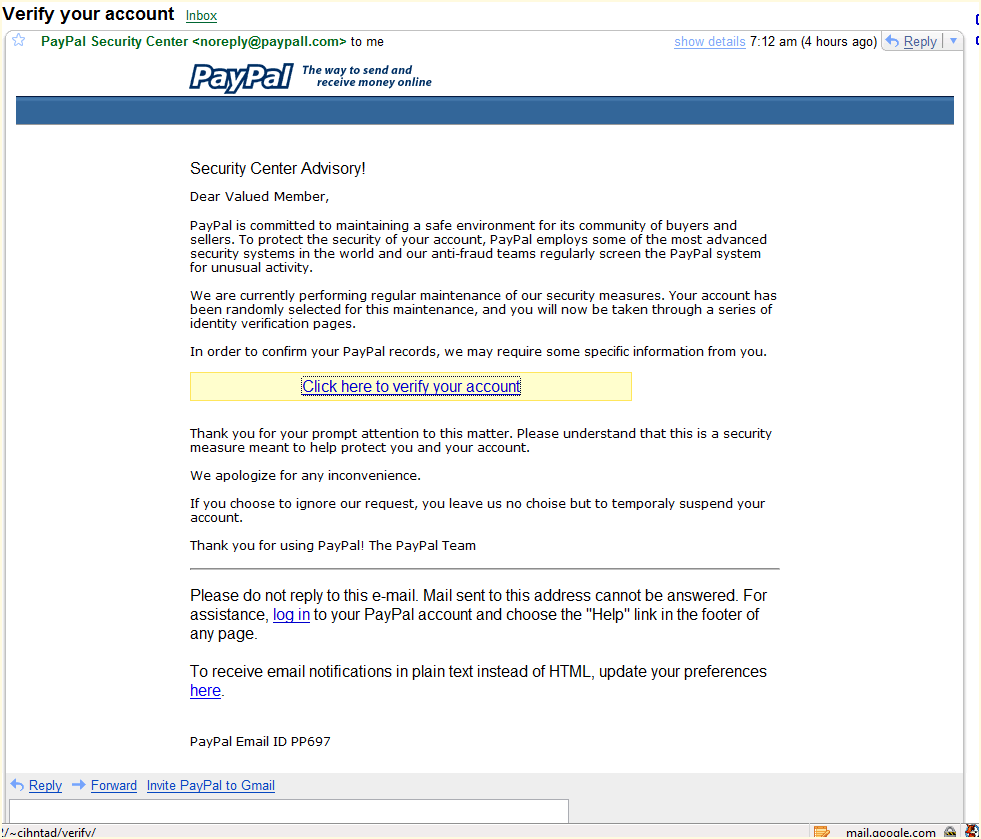 Verify your account Inbox
PayPal Security Center <noreply@paypall.com> to me show details 7:12 am (4 hours ago) Reply
PayPal The way to send and
receive money online
Security Center Advisory!
Dear Valued Member,
PayPal is committed to maintaining a safe environment for its community of buyers and
sellers. To protect the security of your account, PayPal employs some of the most advanced
security systems in the world and our anti-fraud teams regularly screen the PayPal system
for unusual activity.
We are currently performing regular maintenance of our security measures. Your account has
been randomly selected for this maintenance, and you will now be taken through a series of
identity verification pages.
In order to confirm your PayPal records, we may require some specific information from you.
Click here to verify your account
Thank you for your prompt attention to this matter. Please understand that this is a security
measure meant to help protect you and your account.
We apologize for any inconvenience.
If you choose to ignore our request, you leave us no choise but to temporaly suspend your
account.
Thank you for using PayPal! The PayPal Team
Please do not reply to this e-mail. Mail sent to this address cannot be answered. For
assistance, log in to your PayPal account and choose the "Help" link in the footer of
any page.
To receive email notifications in plain text instead of HTML, update your preferences
here.
PayPal Email ID PP697
Reply Forward Invite PayPal to Gmail
/~cihntad/verify/ mail.google.com